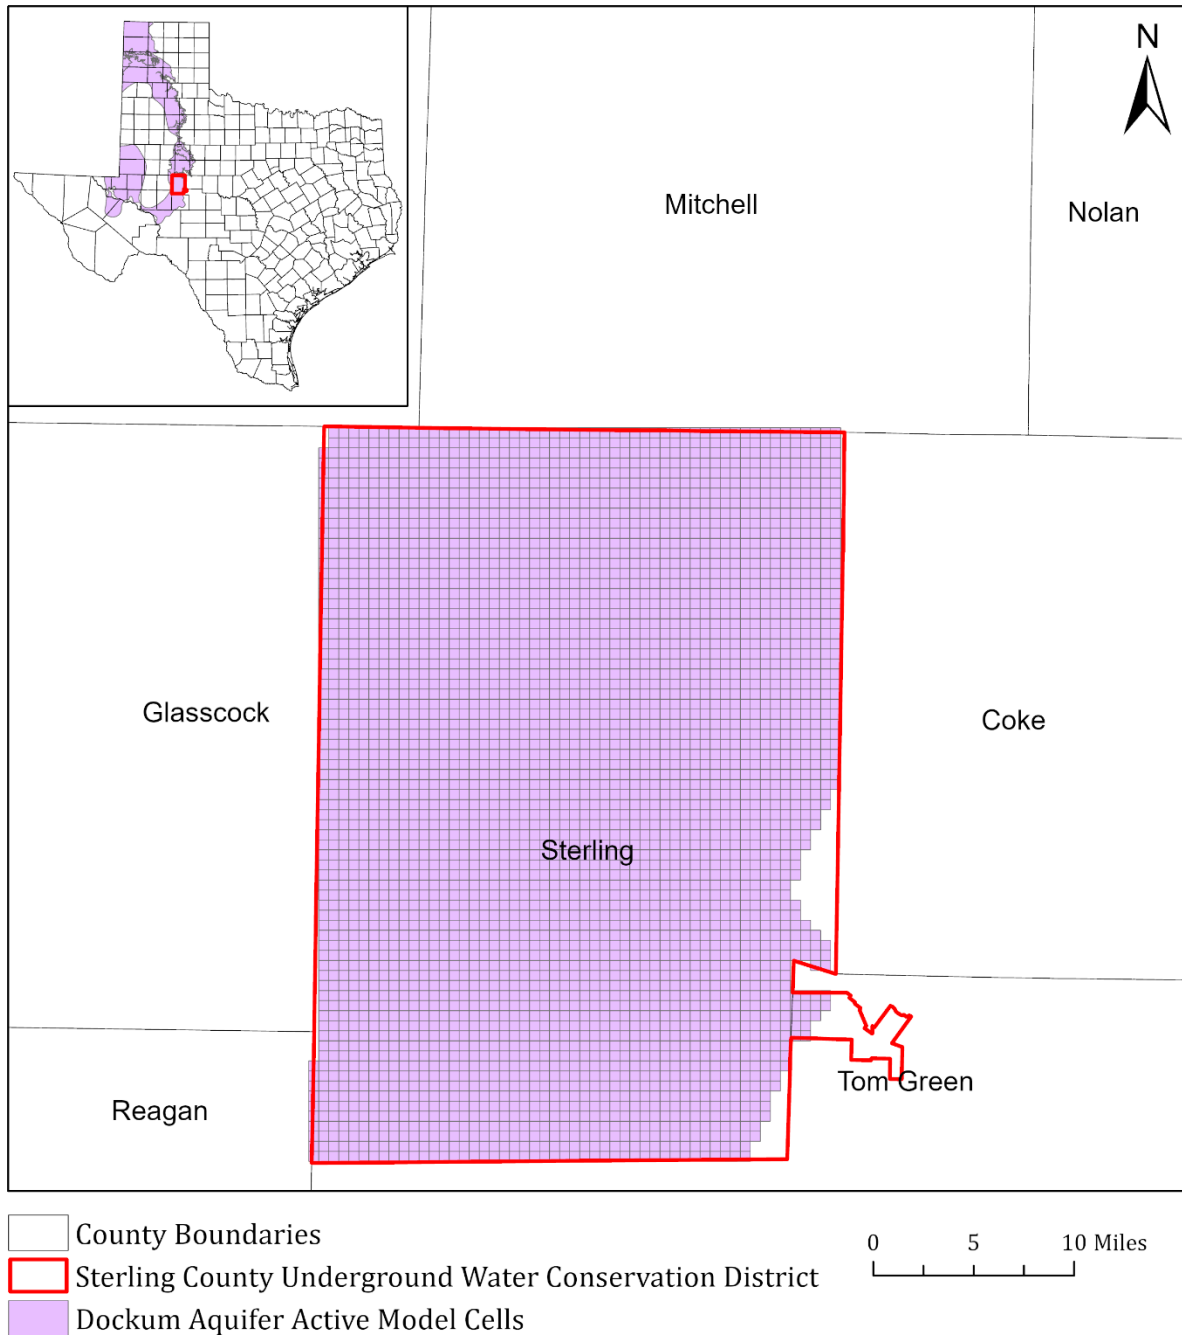 N
Mitchell
Nolan
Glasscock
Coke
Sterling
Reagan
Tom Green
County Boundaries
Sterling County Underground Water Conservation District
Dockum Aquifer Active Model Cells
0 5 10 Miles